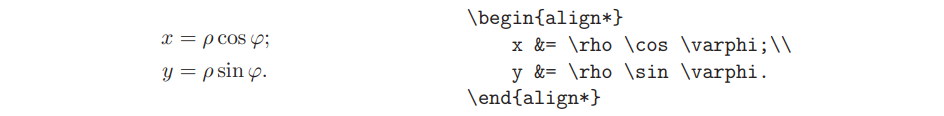 x = ρ cos φ;
y = ρ sin φ.
\begin{align*}
    x &= \rho \cos \varphi;\\
    y &= \rho \sin \varphi.
\end{align*}